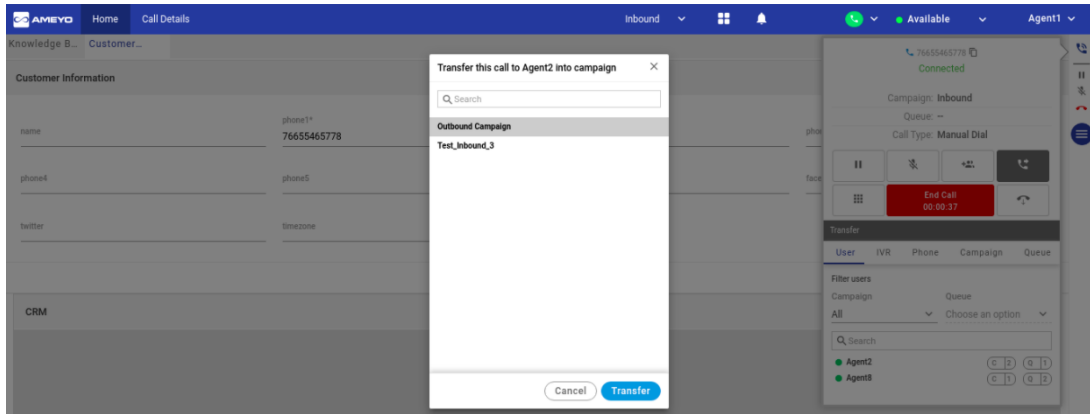 AMEYO Home Call Details Inbound Available Agent1
Knowledge B... Customer...
Customer Information
name
phone1*
76655465778
phone4
phone5
twitter
timezone
CRM
Transfer this call to Agent2 into campaign
Search
Outbound Campaign
Test_Inbound_3
Cancel Transfer
pho
face
76655465778
Connected
Campaign: Inbound
Queue: --
Call Type: Manual Dial
End Call
00:00:37
Transfer
User IVR Phone Campaign Queue
Filter users
Campaign Queue
All Choose an option
Search
Agent2 C 2 Q 1
Agent8 C 1 Q 2